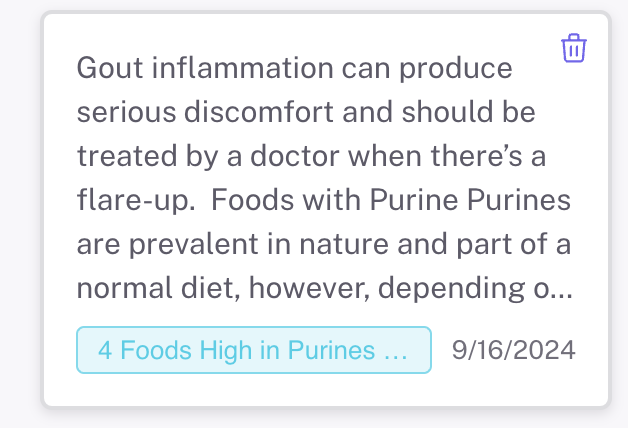 Gout inflammation can produce
serious discomfort and should be
treated by a doctor when there’s a
flare-up.  Foods with Purine Purines
are prevalent in nature and part of a
normal diet, however, depending o...
4 Foods High in Purines ...
9/16/2024